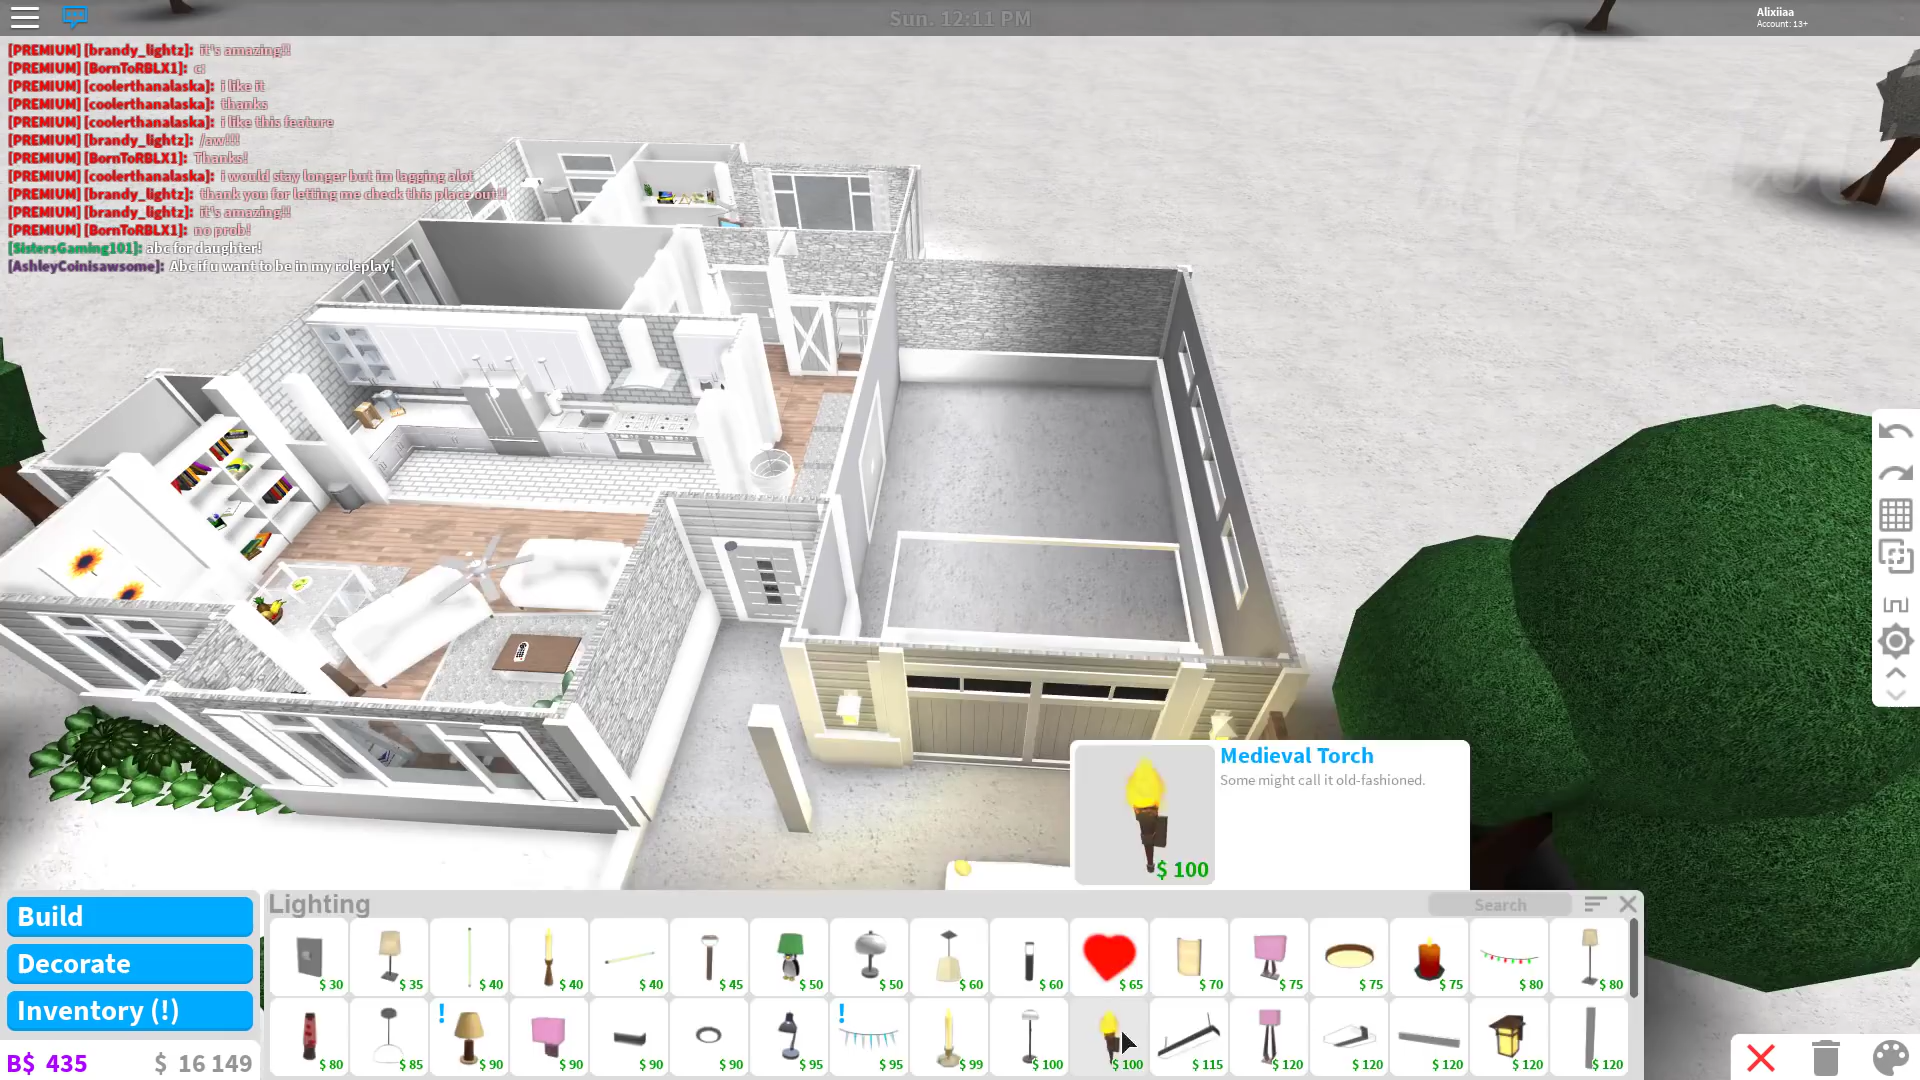 Sun. 12:11 PM
Alixiiaa
Account: 13+
[PREMIUM] [brandy_lightz]: it's amazing!!
[PREMIUM] [BornToRBLX1]: c:
[PREMIUM] [coolerthanalaska]: i like it
[PREMIUM] [coolerthanalaska]: thanks
[PREMIUM] [coolerthanalaska]: i like this feature
[PREMIUM] [brandy_lightz]: /aw!!!
[PREMIUM] [BornToRBLX1]: Thanks!
[PREMIUM] [coolerthanalaska]: i would stay longer but im lagging alot
[PREMIUM] [brandy_lightz]: thank you for letting me check this place out!!
[PREMIUM] [brandy_lightz]: it's amazing!!
[PREMIUM] [BornToRBLX1]: no prob!
[SistersGaming101]: abc for daughter!
[AshleyCoinisawsome]: Abc if u want to be in my roleplay!
Medieval Torch
Some might call it old-fashioned.
$ 100
Build
Decorate
Inventory (!)
B$ 435 $ 16 149
Lighting
Search
$ 30 $ 35 $ 40 $ 40 $ 40 $ 45 $ 50 $ 50 $ 60 $ 60 $ 65 $ 70 $ 75 $ 75 $ 75 $ 80 $ 80
! !
$ 80 $ 85 $ 90 $ 90 $ 90 $ 90 $ 95 $ 95 $ 99 $ 100 $ 100 $ 115 $ 120 $ 120 $ 120 $ 120 $ 120